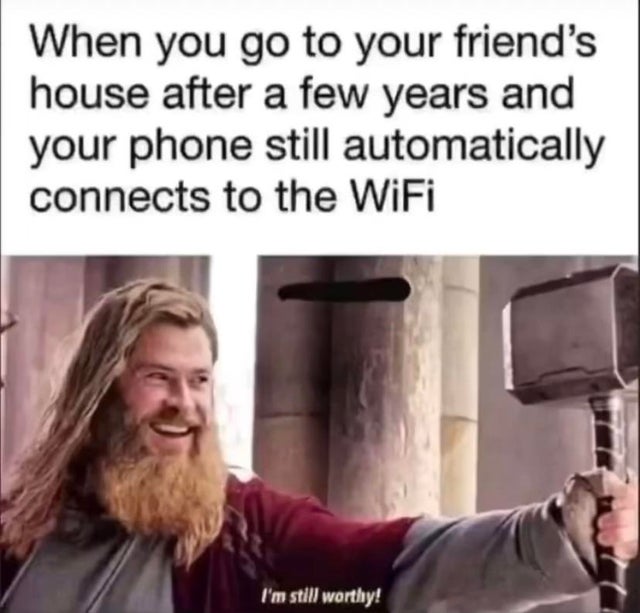 When you go to your friend’s
house after a few years and
your phone still automatically
connects to the WiFi
I'm still worthy!